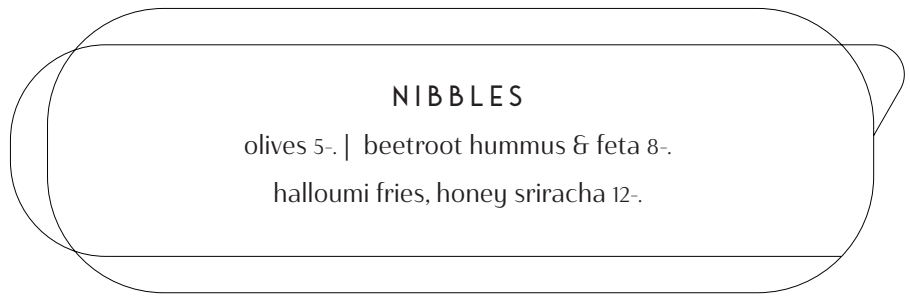 NIBBLES
olives 5-. | beetroot hummus & feta 8-.
halloumi fries, honey sriracha 12-.